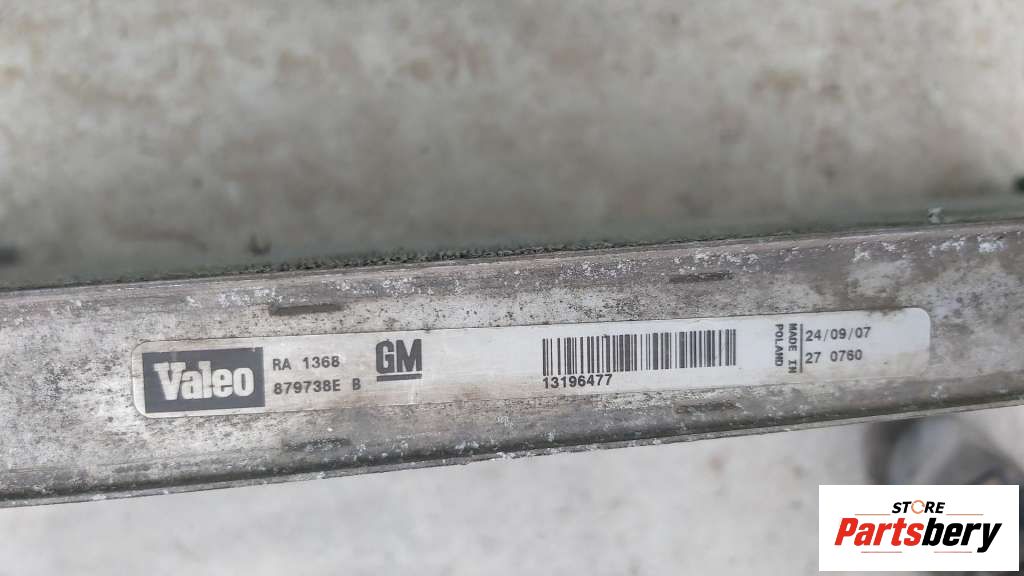 Valeo
RA 1368
879738E B
GM
13196477
MADE IN
POLAND
24/09/07
27 0760
STORE
Partsbery